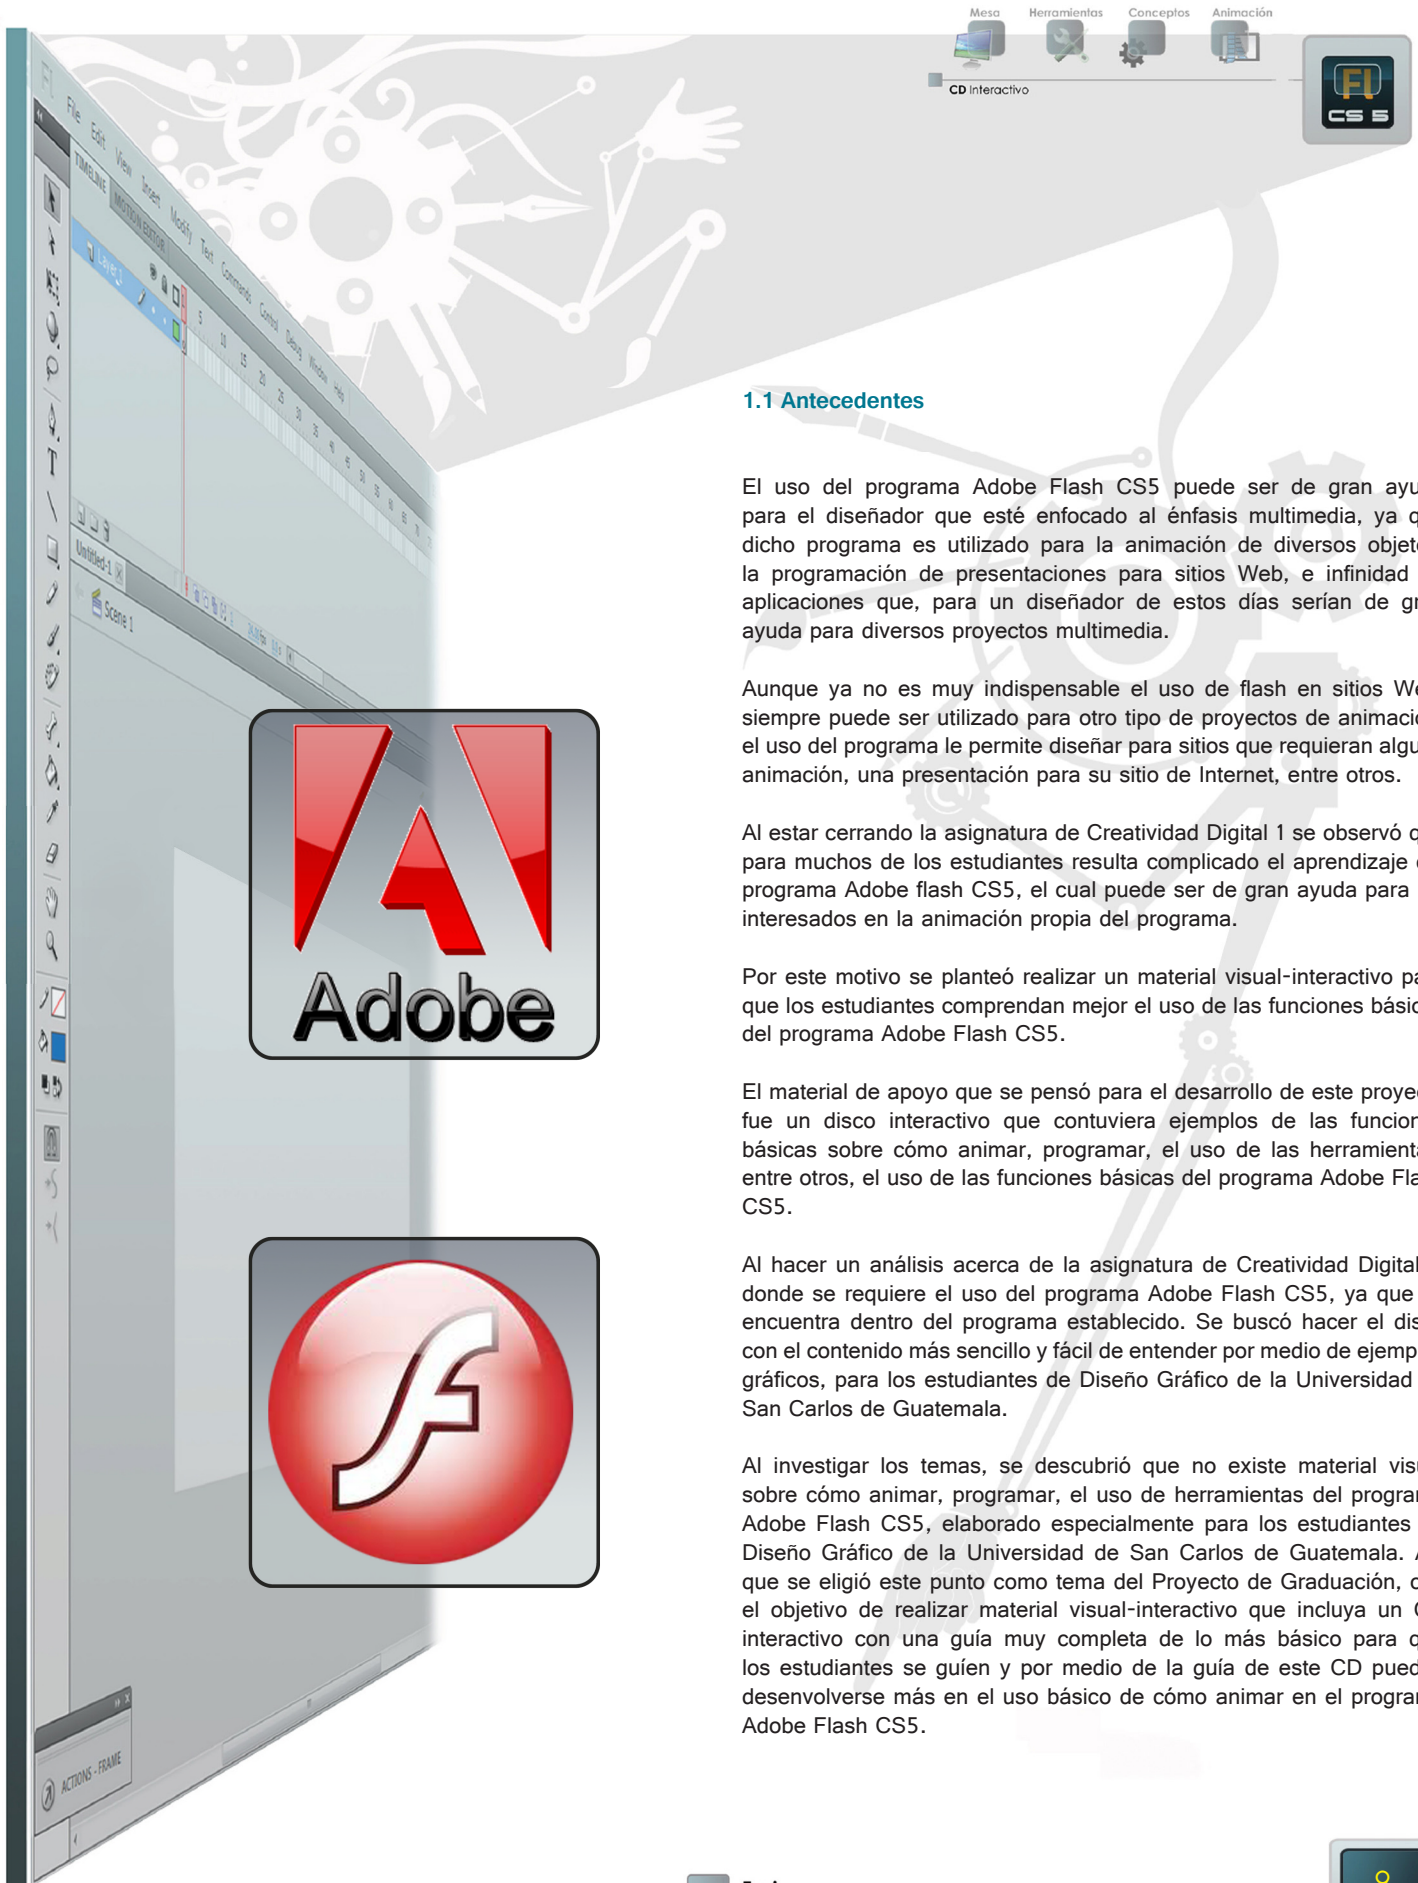 Mesa Herramientas Conceptos Animación
CD Interactivo
Fl
CS 5
Fl
File Edit View Insert Modify Text Commands Control Debug Window Help
TIMELINE MOTION EDITOR
Layer 1
5 10 15 20 25 30 35 40 45 50 55 60 65 70
Untitled-1
Scene 1
T
Adobe
ACTIONS - FRAME
1.1 Antecedentes
El uso del programa Adobe Flash CS5 puede ser de gran ayu
para el diseñador que esté enfocado al énfasis multimedia, ya q
dicho programa es utilizado para la animación de diversos objet
la programación de presentaciones para sitios Web, e infinidad
aplicaciones que, para un diseñador de estos días serían de gr
ayuda para diversos proyectos multimedia.
Aunque ya no es muy indispensable el uso de flash en sitios We
siempre puede ser utilizado para otro tipo de proyectos de animaci
el uso del programa le permite diseñar para sitios que requieran algu
animación, una presentación para su sitio de Internet, entre otros.
Al estar cerrando la asignatura de Creatividad Digital 1 se observó q
para muchos de los estudiantes resulta complicado el aprendizaje
programa Adobe flash CS5, el cual puede ser de gran ayuda para
interesados en la animación propia del programa.
Por este motivo se planteó realizar un material visual-interactivo pa
que los estudiantes comprendan mejor el uso de las funciones básic
del programa Adobe Flash CS5.
El material de apoyo que se pensó para el desarrollo de este proyec
fue un disco interactivo que contuviera ejemplos de las funcion
básicas sobre cómo animar, programar, el uso de las herramient
entre otros, el uso de las funciones básicas del programa Adobe Fla
CS5.
Al hacer un análisis acerca de la asignatura de Creatividad Digital
donde se requiere el uso del programa Adobe Flash CS5, ya que
encuentra dentro del programa establecido. Se buscó hacer el dis
con el contenido más sencillo y fácil de entender por medio de ejemp
gráficos, para los estudiantes de Diseño Gráfico de la Universidad
San Carlos de Guatemala.
Al investigar los temas, se descubrió que no existe material visu
sobre cómo animar, programar, el uso de herramientas del progra
Adobe Flash CS5, elaborado especialmente para los estudiantes
Diseño Gráfico de la Universidad de San Carlos de Guatemala. A
que se eligió este punto como tema del Proyecto de Graduación, c
el objetivo de realizar material visual-interactivo que incluya un C
interactivo con una guía muy completa de lo más básico para q
los estudiantes se guíen y por medio de la guía de este CD pued
desenvolverse más en el uso básico de cómo animar en el progra
Adobe Flash CS5.